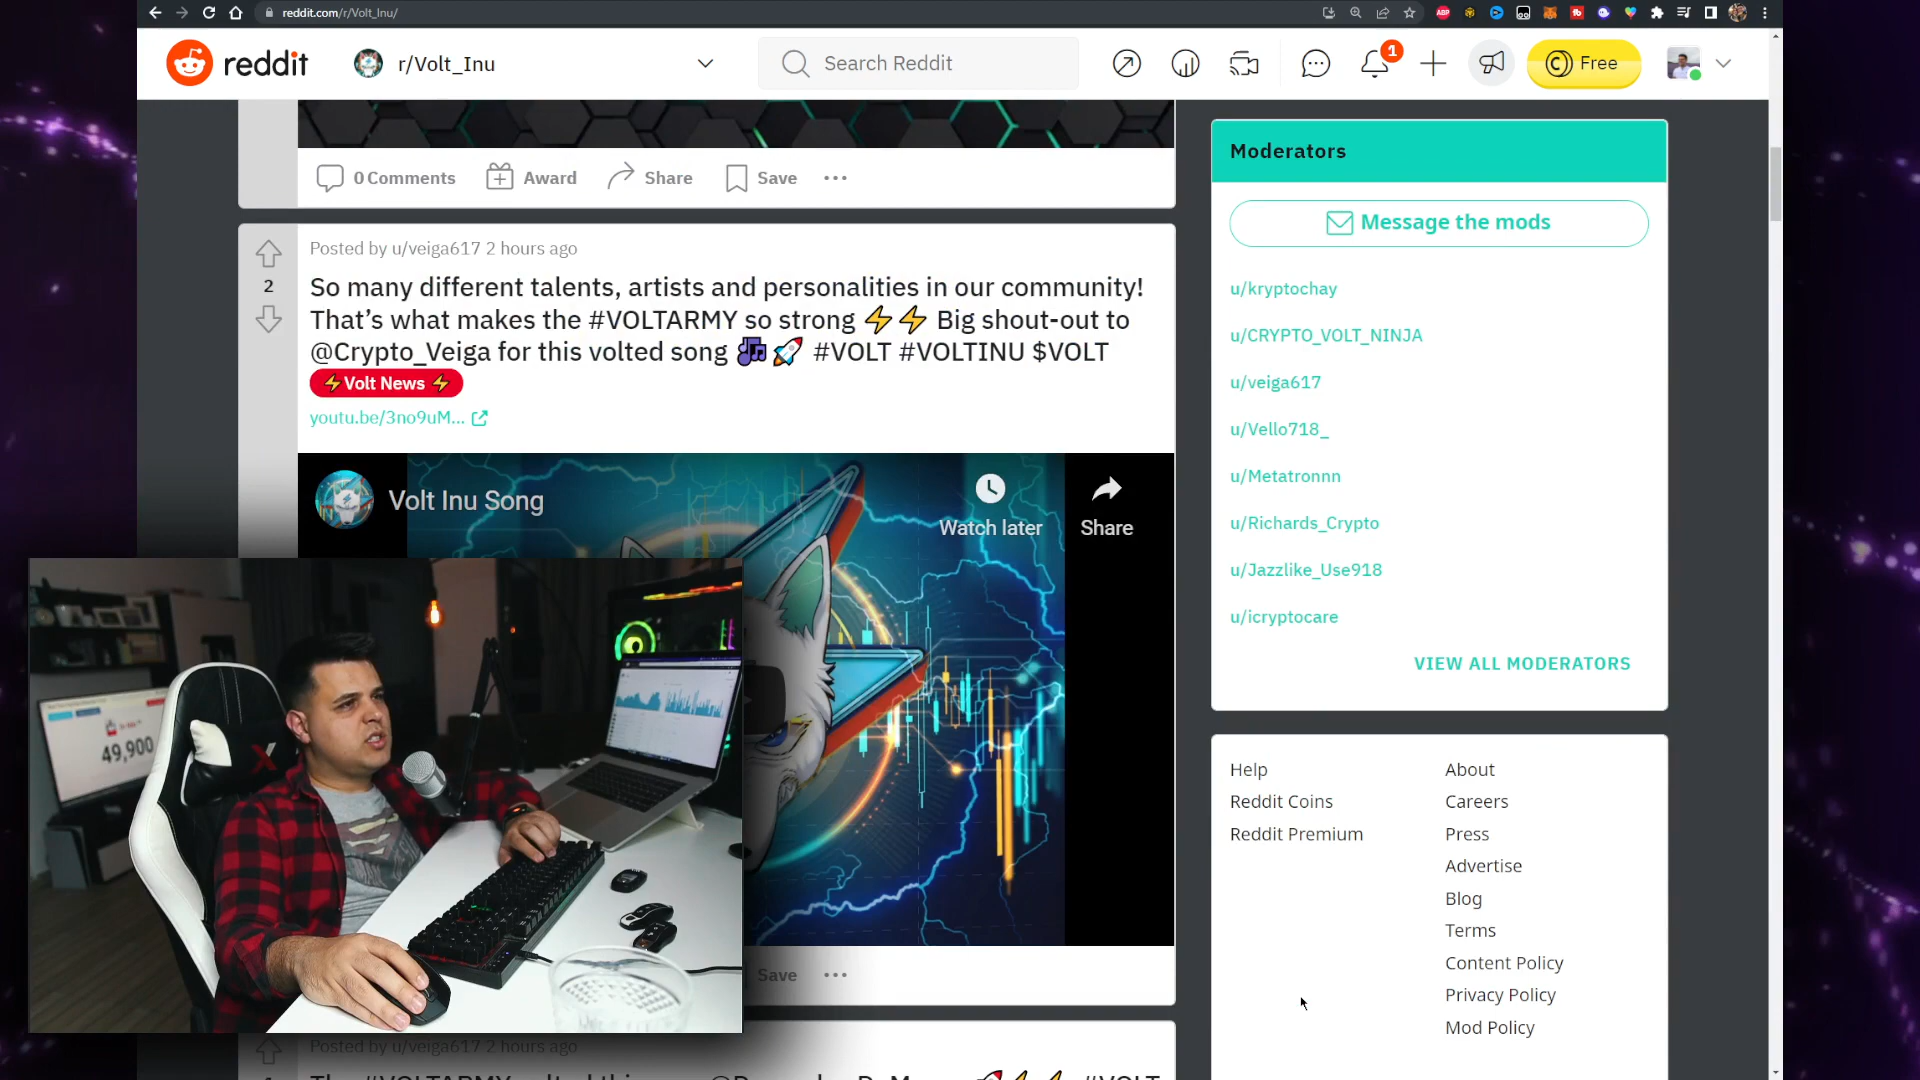 reddit.com/r/Volt_Inu/
reddit
r/Volt_Inu
Search Reddit
1
Free
0 Comments
Award
Share
Save
Posted by u/veiga617 2 hours ago
2
So many different talents, artists and personalities in our community!
That’s what makes the #VOLTARMY so strong ⚡⚡ Big shout-out to
@Crypto_Veiga for this volted song 🎶🚀 #VOLT #VOLTINU $VOLT
⚡Volt News ⚡
youtu.be/3no9uM...
Volt Inu Song
Watch later
Share
49,900
Save
Posted by u/veiga617 2 hours ago
Moderators
Message the mods
u/kryptochay
u/CRYPTO_VOLT_NINJA
u/veiga617
u/Vello718_
u/Metatronnn
u/Richards_Crypto
u/Jazzlike_Use918
u/icryptocare
VIEW ALL MODERATORS
Help
Reddit Coins
Reddit Premium
About
Careers
Press
Advertise
Blog
Terms
Content Policy
Privacy Policy
Mod Policy